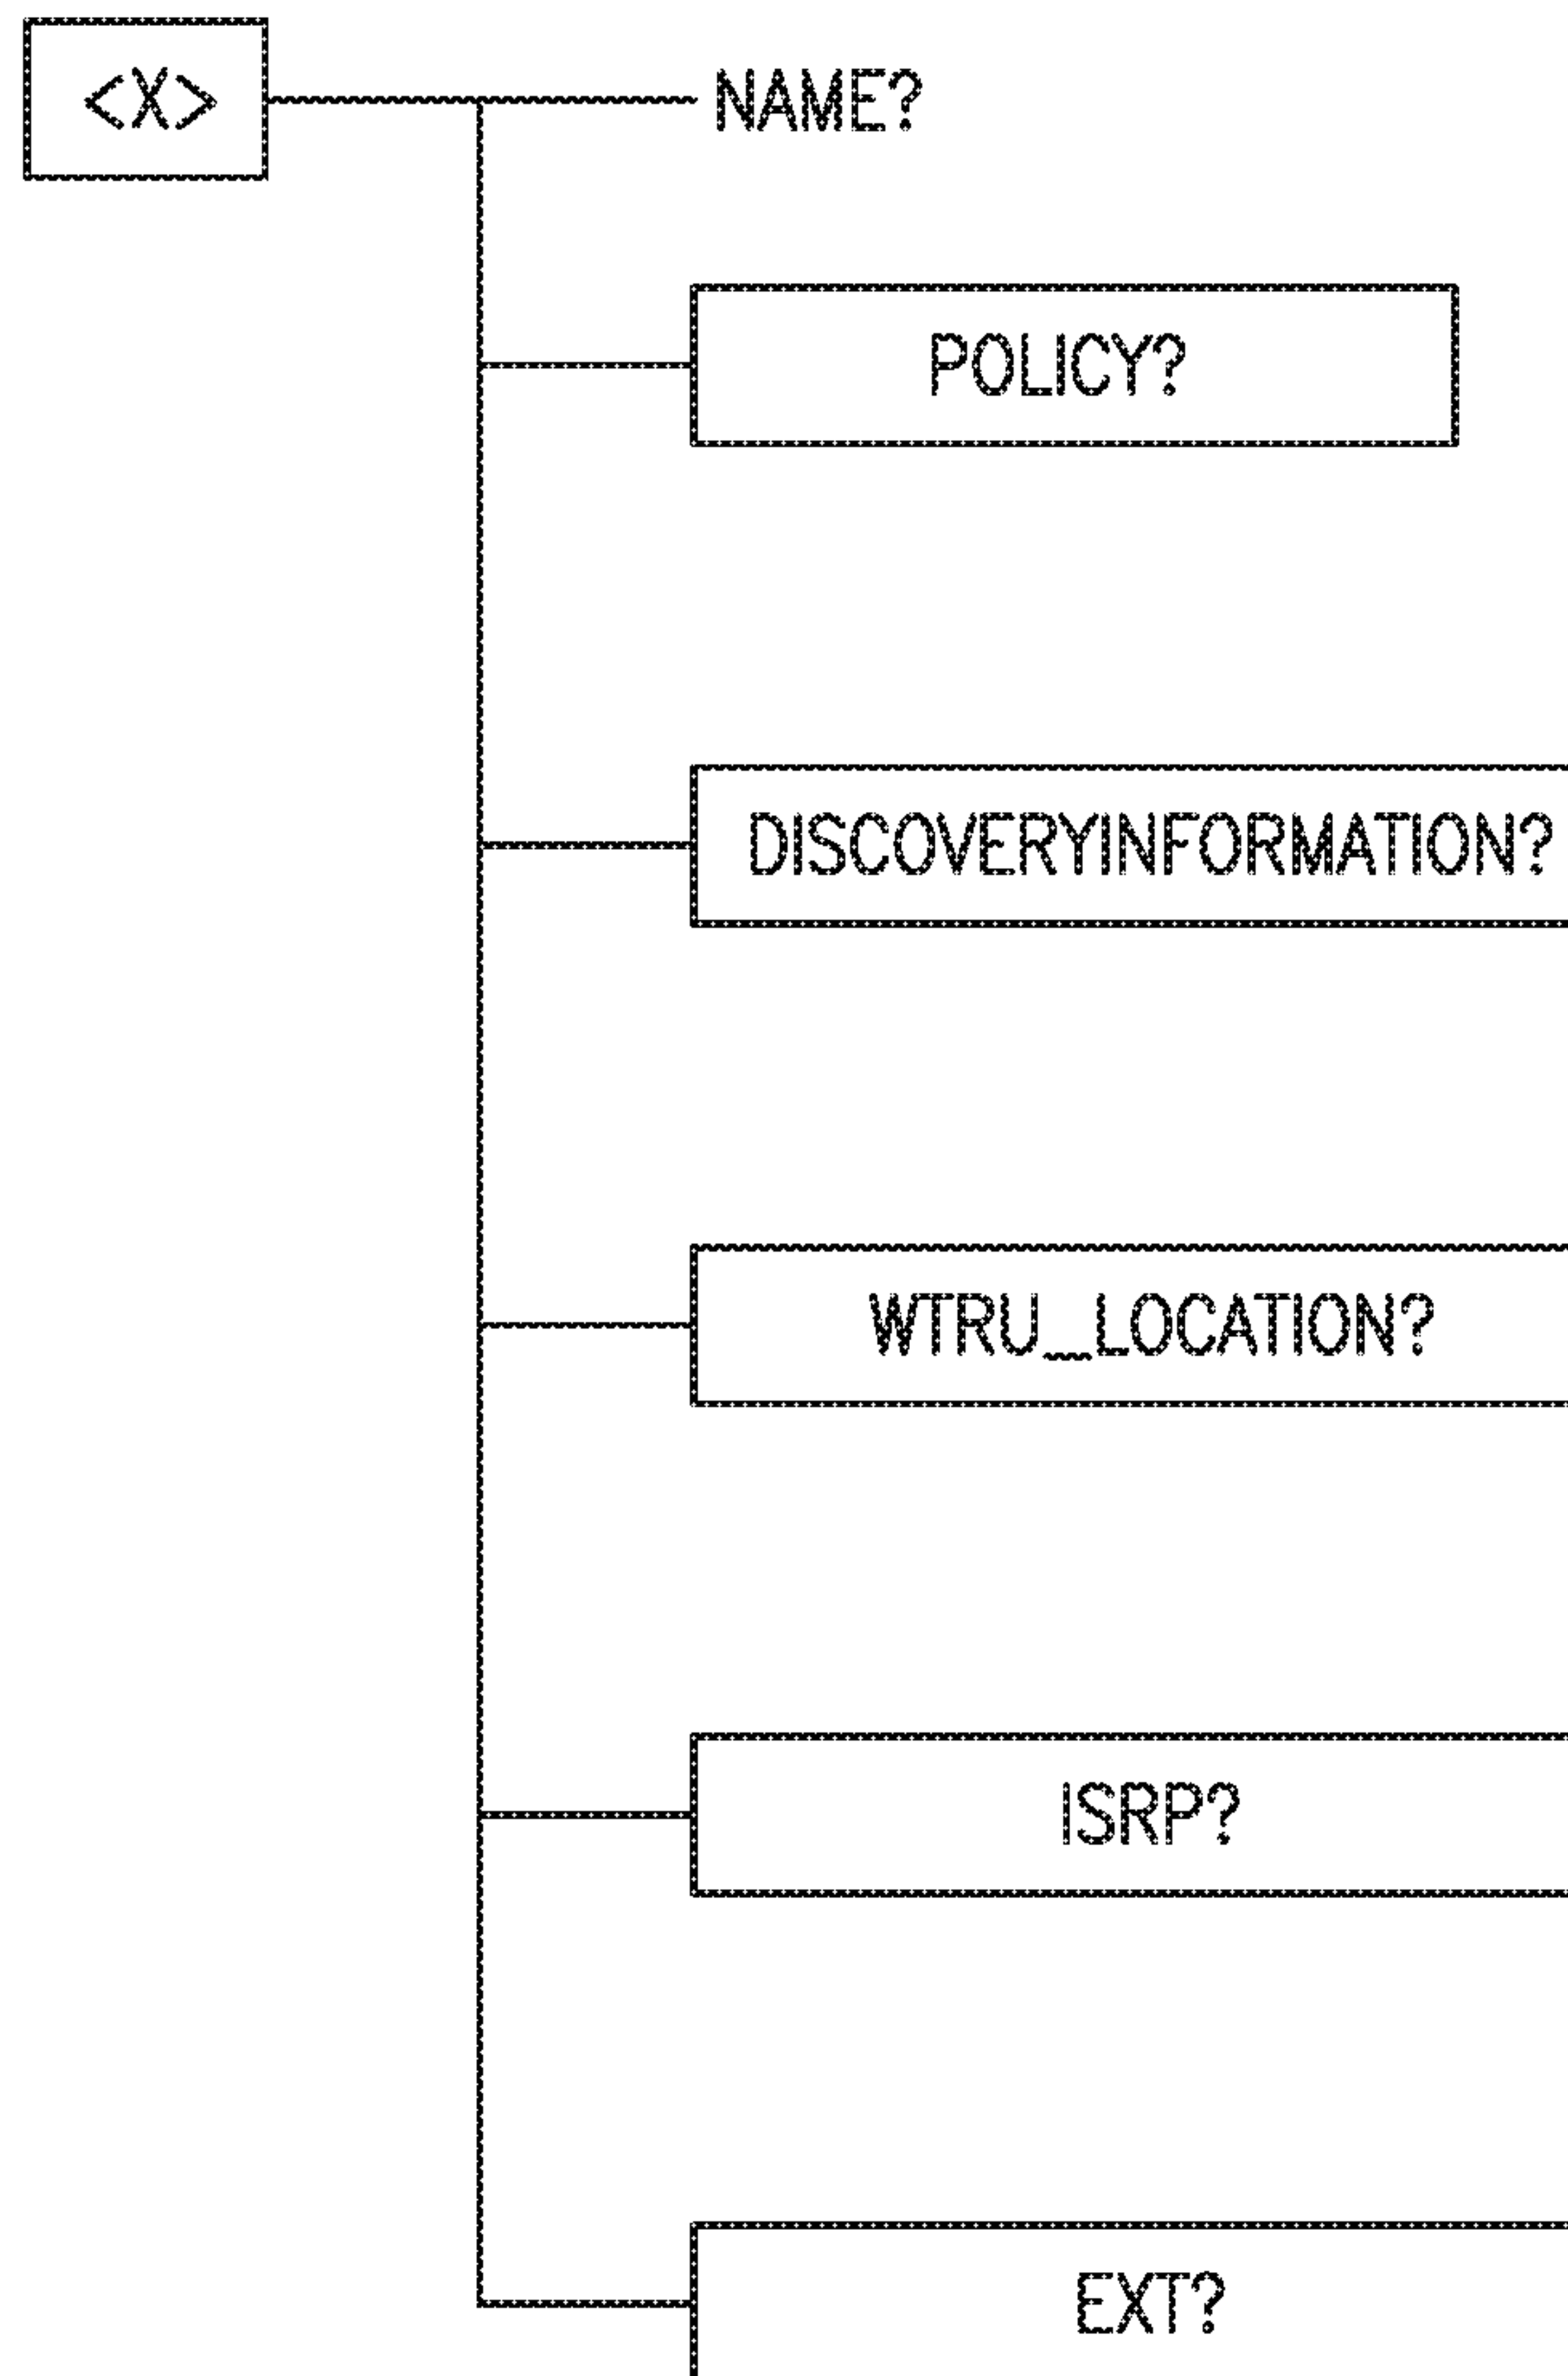 <X>
NAME?
POLICY?
DISCOVERYINFORMATION?
WTRU_LOCATION?
ISRP?
EXT?